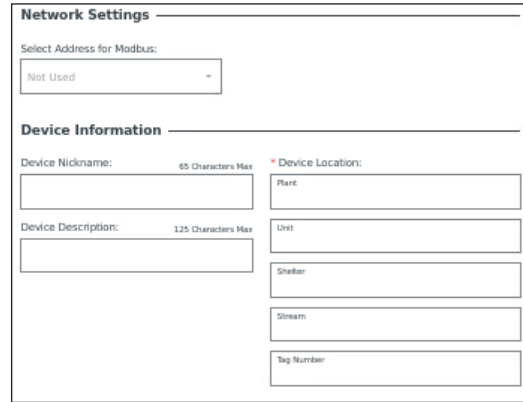 Network Settings
Select Address for Modbus:
Not Used
Device Information
Device Nickname:
65 Characters Max
Device Description:
125 Characters Max
* Device Location:
Plant
Unit
Shelter
Stream
Tag Number